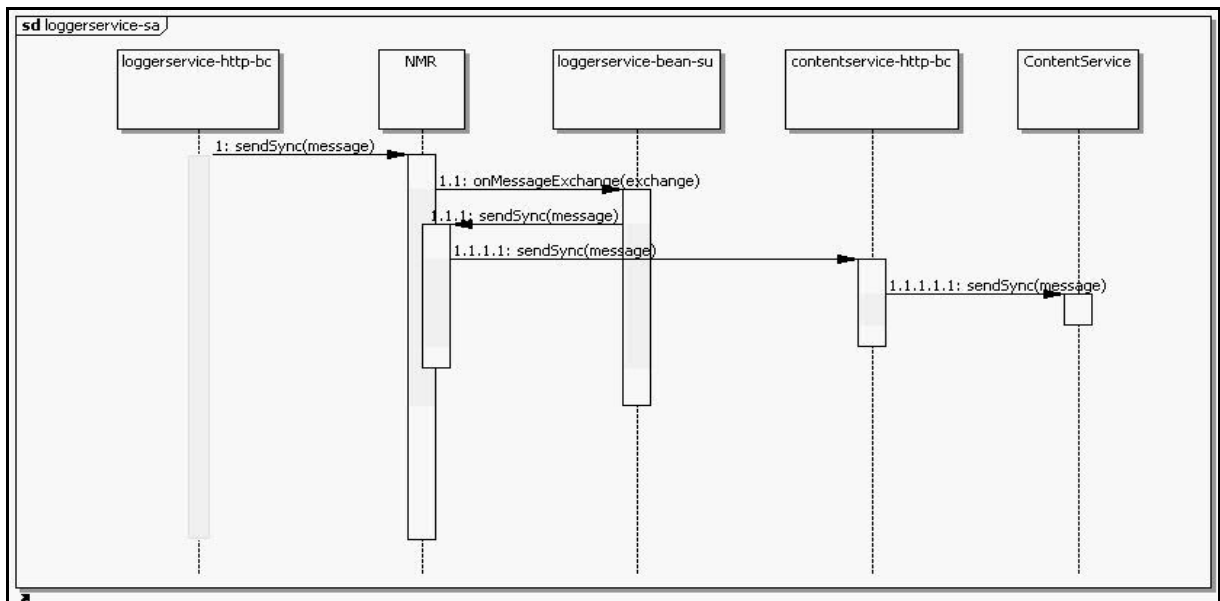 sd loggerservice-sa
loggerservice-http-bc
NMR
loggerservice-bean-su
contentservice-http-bc
ContentService
1: sendSync(message)
1.1: onMessageExchange(exchange)
1.1.1: sendSync(message)
1.1.1.1: sendSync(message)
1.1.1.1.1: sendSync(message)